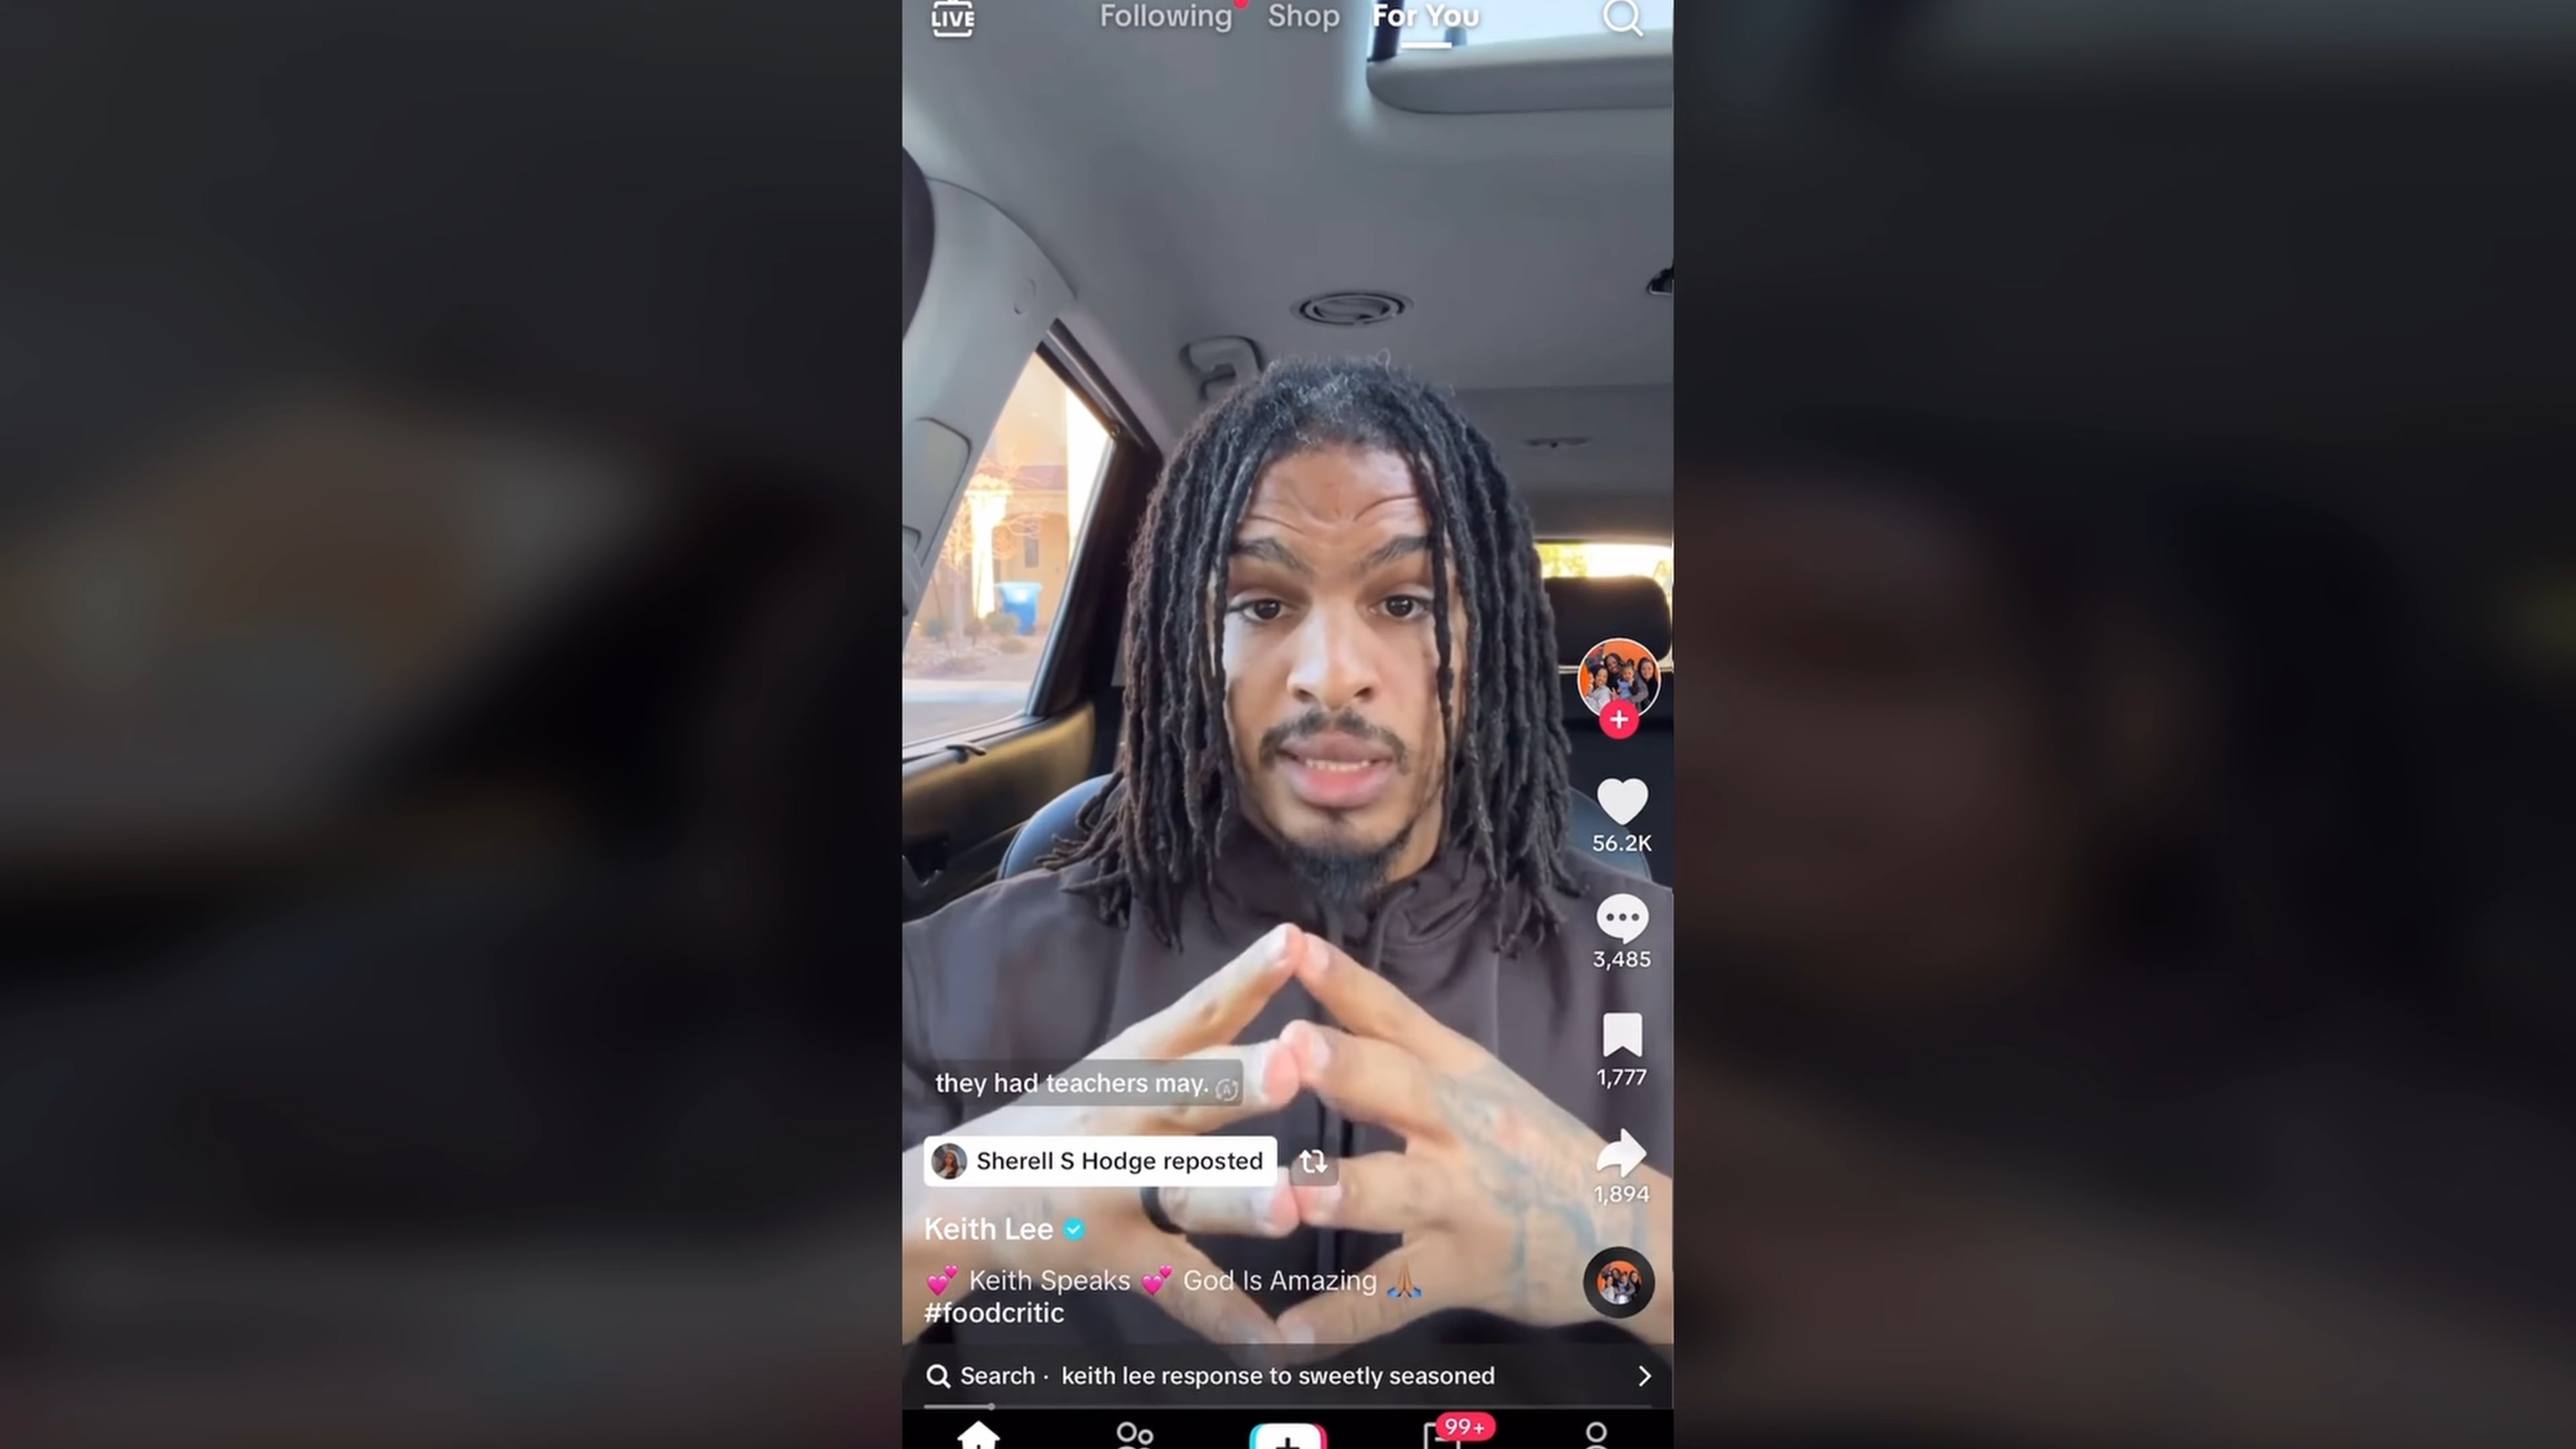 LIVE
Following
Shop
For You
56.2K
3,485
1,777
1,894
they had teachers may.
Sherell S Hodge reposted
Keith Lee
💕 Keith Speaks 💕 God Is Amazing 🙏🏽
#foodcritic
Search · keith lee response to sweetly seasoned
99+